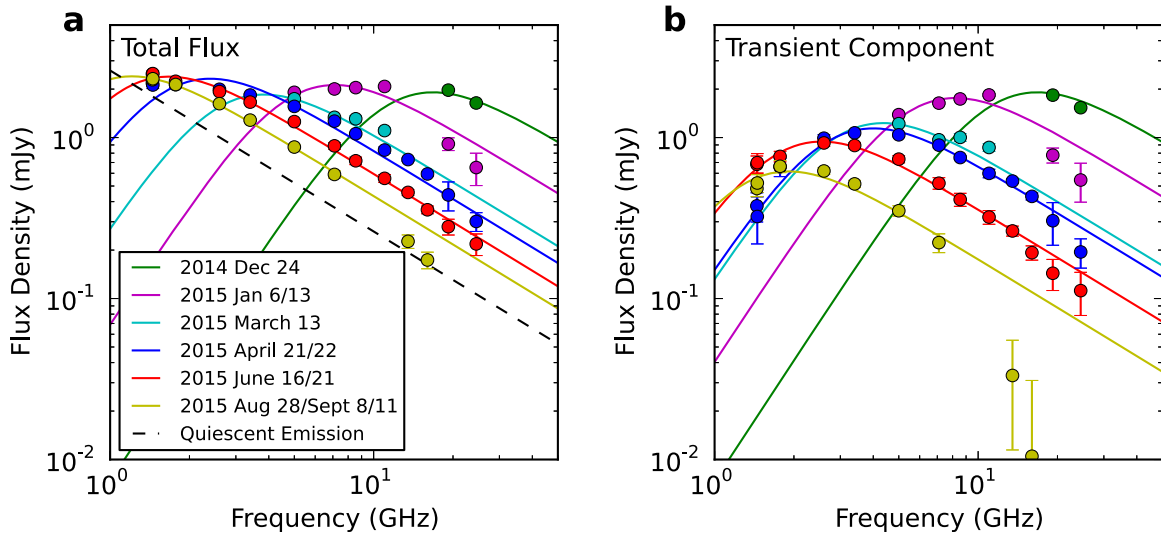 a
Total Flux
Flux Density (mJy)
10^0
10^-1
10^-2
2014 Dec 24
2015 Jan 6/13
2015 March 13
2015 April 21/22
2015 June 16/21
2015 Aug 28/Sept 8/11
Quiescent Emission
10^0
10^1
Frequency (GHz)
b
Transient Component
Flux Density (mJy)
10^0
10^-1
10^-2
10^0
10^1
Frequency (GHz)